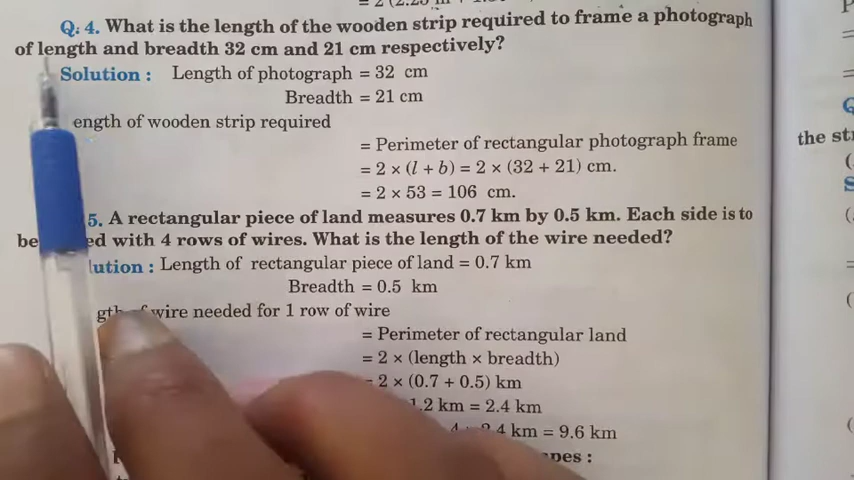 Q. 4. What is the length of the wooden strip required to frame a photograph
of length and breadth 32 cm and 21 cm respectively?
Solution : Length of photograph = 32 cm
Breadth = 21 cm
ength of wooden strip required
= Perimeter of rectangular photograph frame
the st
= 2 × (l + b) = 2 × (32 + 21) cm.
= 2 × 53 = 106 cm.
5. A rectangular piece of land measures 0.7 km by 0.5 km. Each side is to
be ed with 4 rows of wires. What is the length of the wire needed?
lution : Length of rectangular piece of land = 0.7 km
Breadth = 0.5 km
gth of wire needed for 1 row of wire
= Perimeter of rectangular land
= 2 × (length × breadth)
= 2 × (0.7 + 0.5) km
1.2 km = 2.4 km
4 km = 9.6 km
pes :